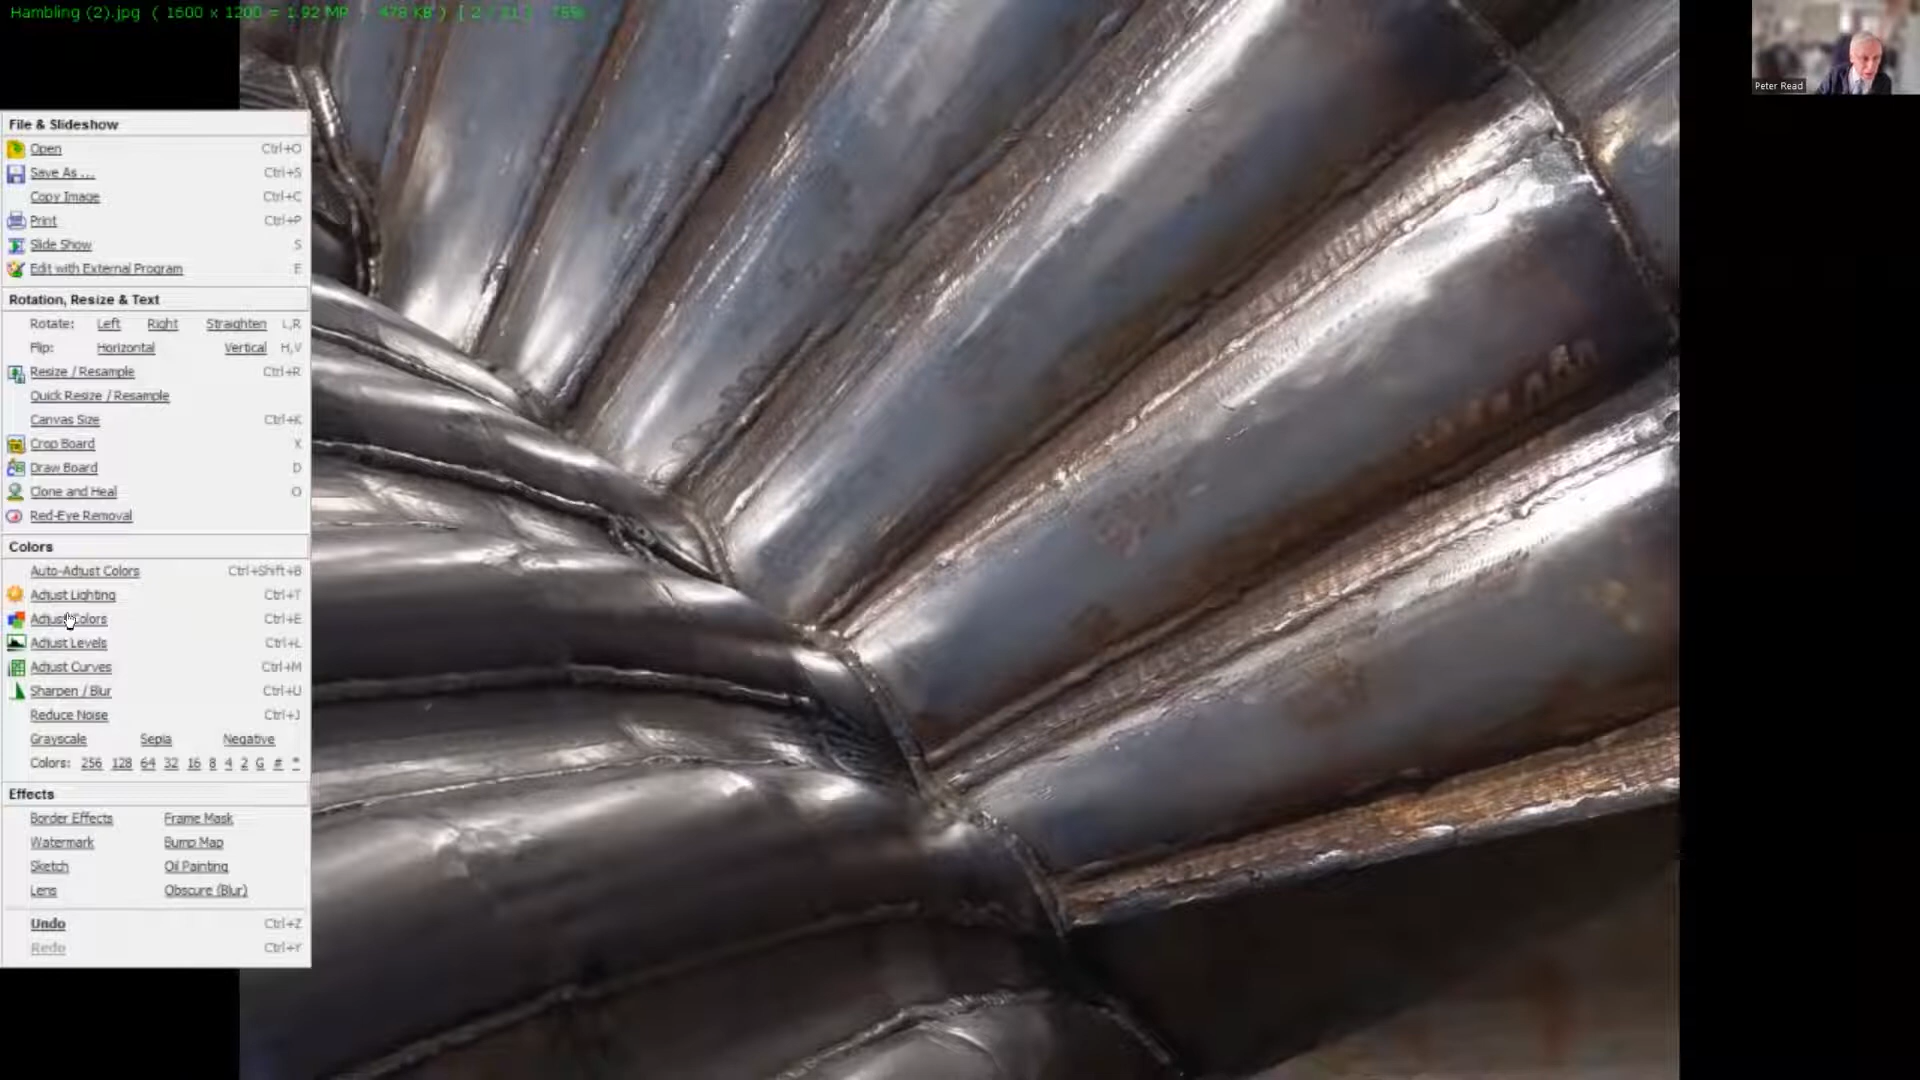 Hambling (2).jpg ( 1600 x 1200 = 1.92 MP , 478 KB ) [ 2 / 11 ] 75%
Peter Read
File & Slideshow
Open Ctrl+O
Save As ... Ctrl+S
Copy Image Ctrl+C
Print Ctrl+P
Slide Show S
Edit with External Program E
Rotation, Resize & Text
Rotate: Left Right Straighten L,R
Flip: Horizontal Vertical H,V
Resize / Resample Ctrl+R
Quick Resize / Resample
Canvas Size Ctrl+K
Crop Board X
Draw Board D
Clone and Heal O
Red-Eye Removal
Colors
Auto-Adjust Colors Ctrl+Shift+B
Adjust Lighting Ctrl+T
Adjust Colors Ctrl+E
Adjust Levels Ctrl+L
Adjust Curves Ctrl+M
Sharpen / Blur Ctrl+U
Reduce Noise Ctrl+J
Grayscale Sepia Negative
Colors: 256 128 64 32 16 8 4 2 G # *
Effects
Border Effects Frame Mask
Watermark Bump Map
Sketch Oil Painting
Lens Obscure (Blur)
Undo Ctrl+Z
Redo Ctrl+Y